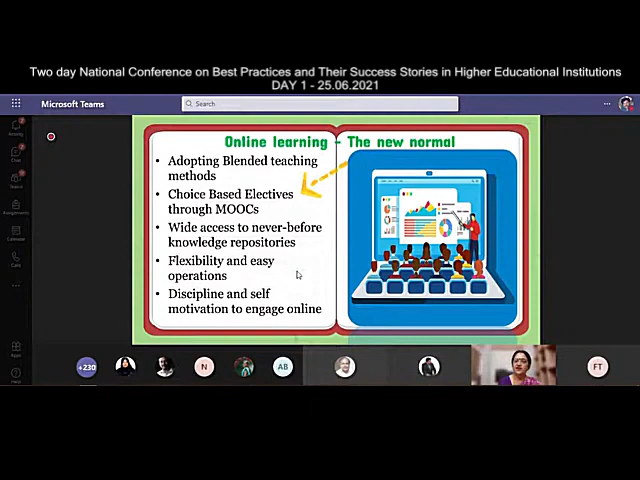 Two day National Conference on Best Practices and Their Success Stories in Higher Educational Institutions
DAY 1 - 25.06.2021
Microsoft Teams
Search
Online learning - The new normal
• Adopting Blended teaching
methods
• Choice Based Electives
through MOOCs
• Wide access to never-before
knowledge repositories
• Flexibility and easy
operations
• Discipline and self
motivation to engage online
Activity
Chat
Teams
Assignments
Calendar
Calls
Apps
Help
+230
N
AB
FT